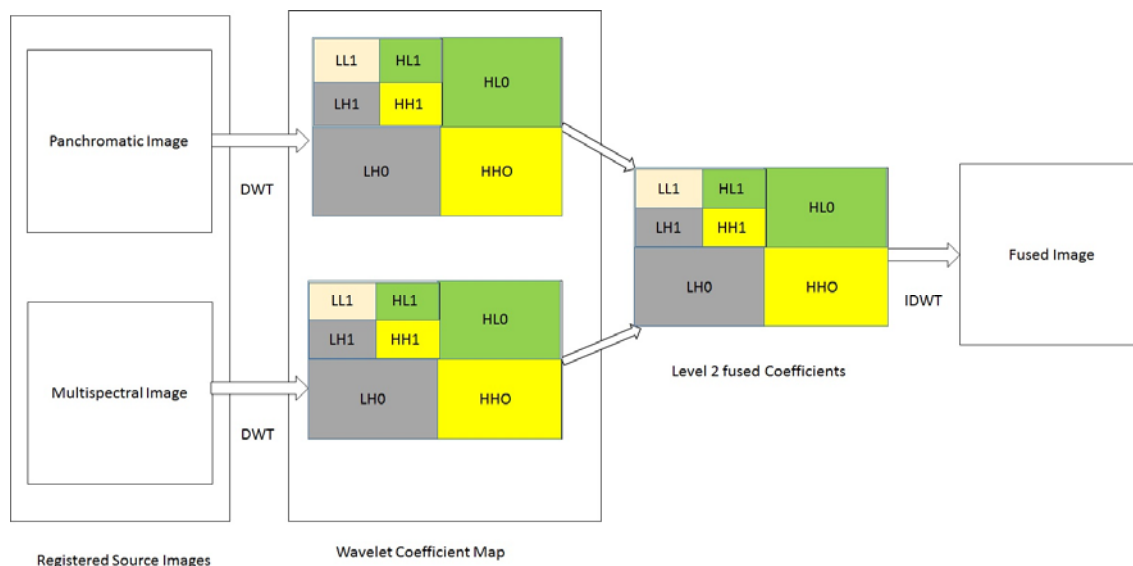 Panchromatic Image
DWT
LL1
HL1
HL0
LH1
HH1
LH0
HHO
Multispectral Image
DWT
LL1
HL1
HL0
LH1
HH1
LH0
HHO
Registered Source Images
Wavelet Coefficient Map
LL1
HL1
HL0
LH1
HH1
LH0
HHO
Level 2 fused Coefficients
IDWT
Fused Image